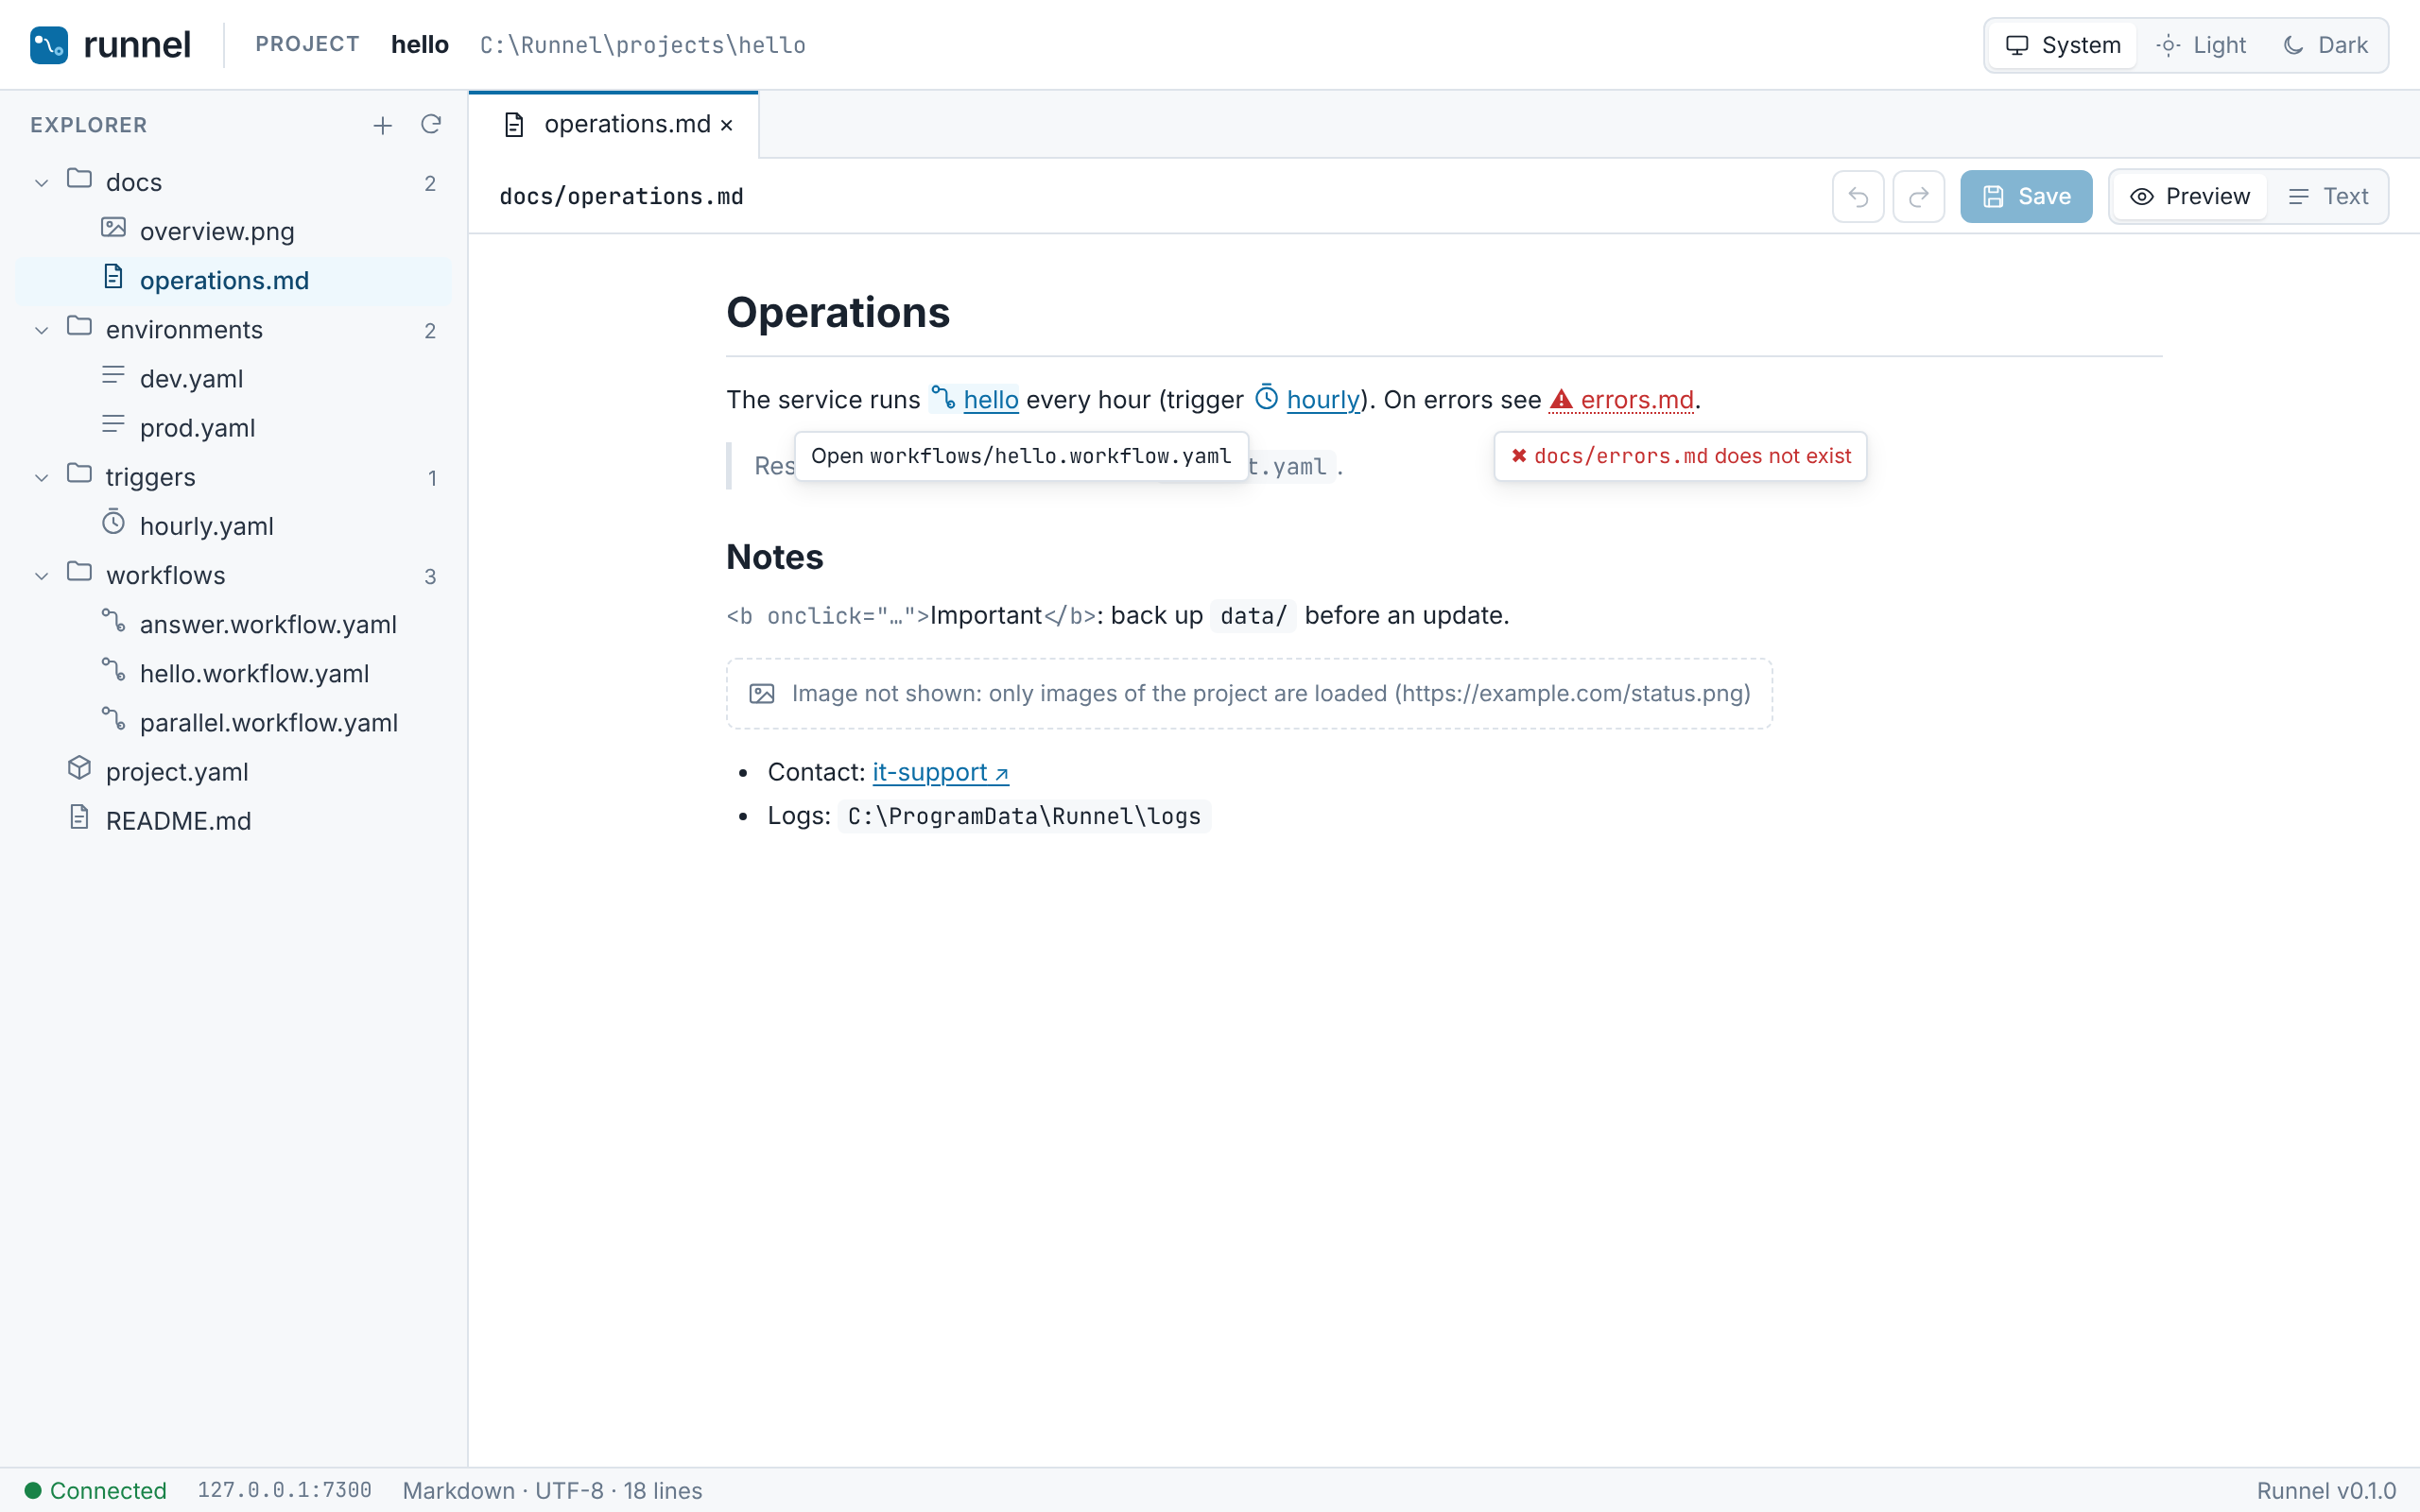 runnel
PROJECT hello C:\Runnel\projects\hello
System Light Dark
EXPLORER
docs 2
overview.png
operations.md
environments 2
dev.yaml
prod.yaml
triggers 1
hourly.yaml
workflows 3
answer.workflow.yaml
hello.workflow.yaml
parallel.workflow.yaml
project.yaml
README.md
operations.md ×
docs/operations.md
Save Preview Text
Operations
The service runs hello every hour (trigger hourly). On errors see errors.md.
Open workflows/hello.workflow.yaml
✖ docs/errors.md does not exist
Res t.yaml .
Notes
<b onclick="…">Important</b>: back up data/ before an update.
Image not shown: only images of the project are loaded (https://example.com/status.png)
• Contact: it-support ↗
• Logs: C:\ProgramData\Runnel\logs
Connected 127.0.0.1:7300 Markdown · UTF-8 · 18 lines
Runnel v0.1.0